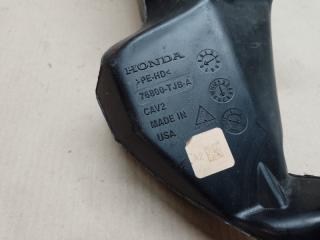 HONDA
>PE-HD<
76800-TJB-A
CAV2
MADE IN
USA